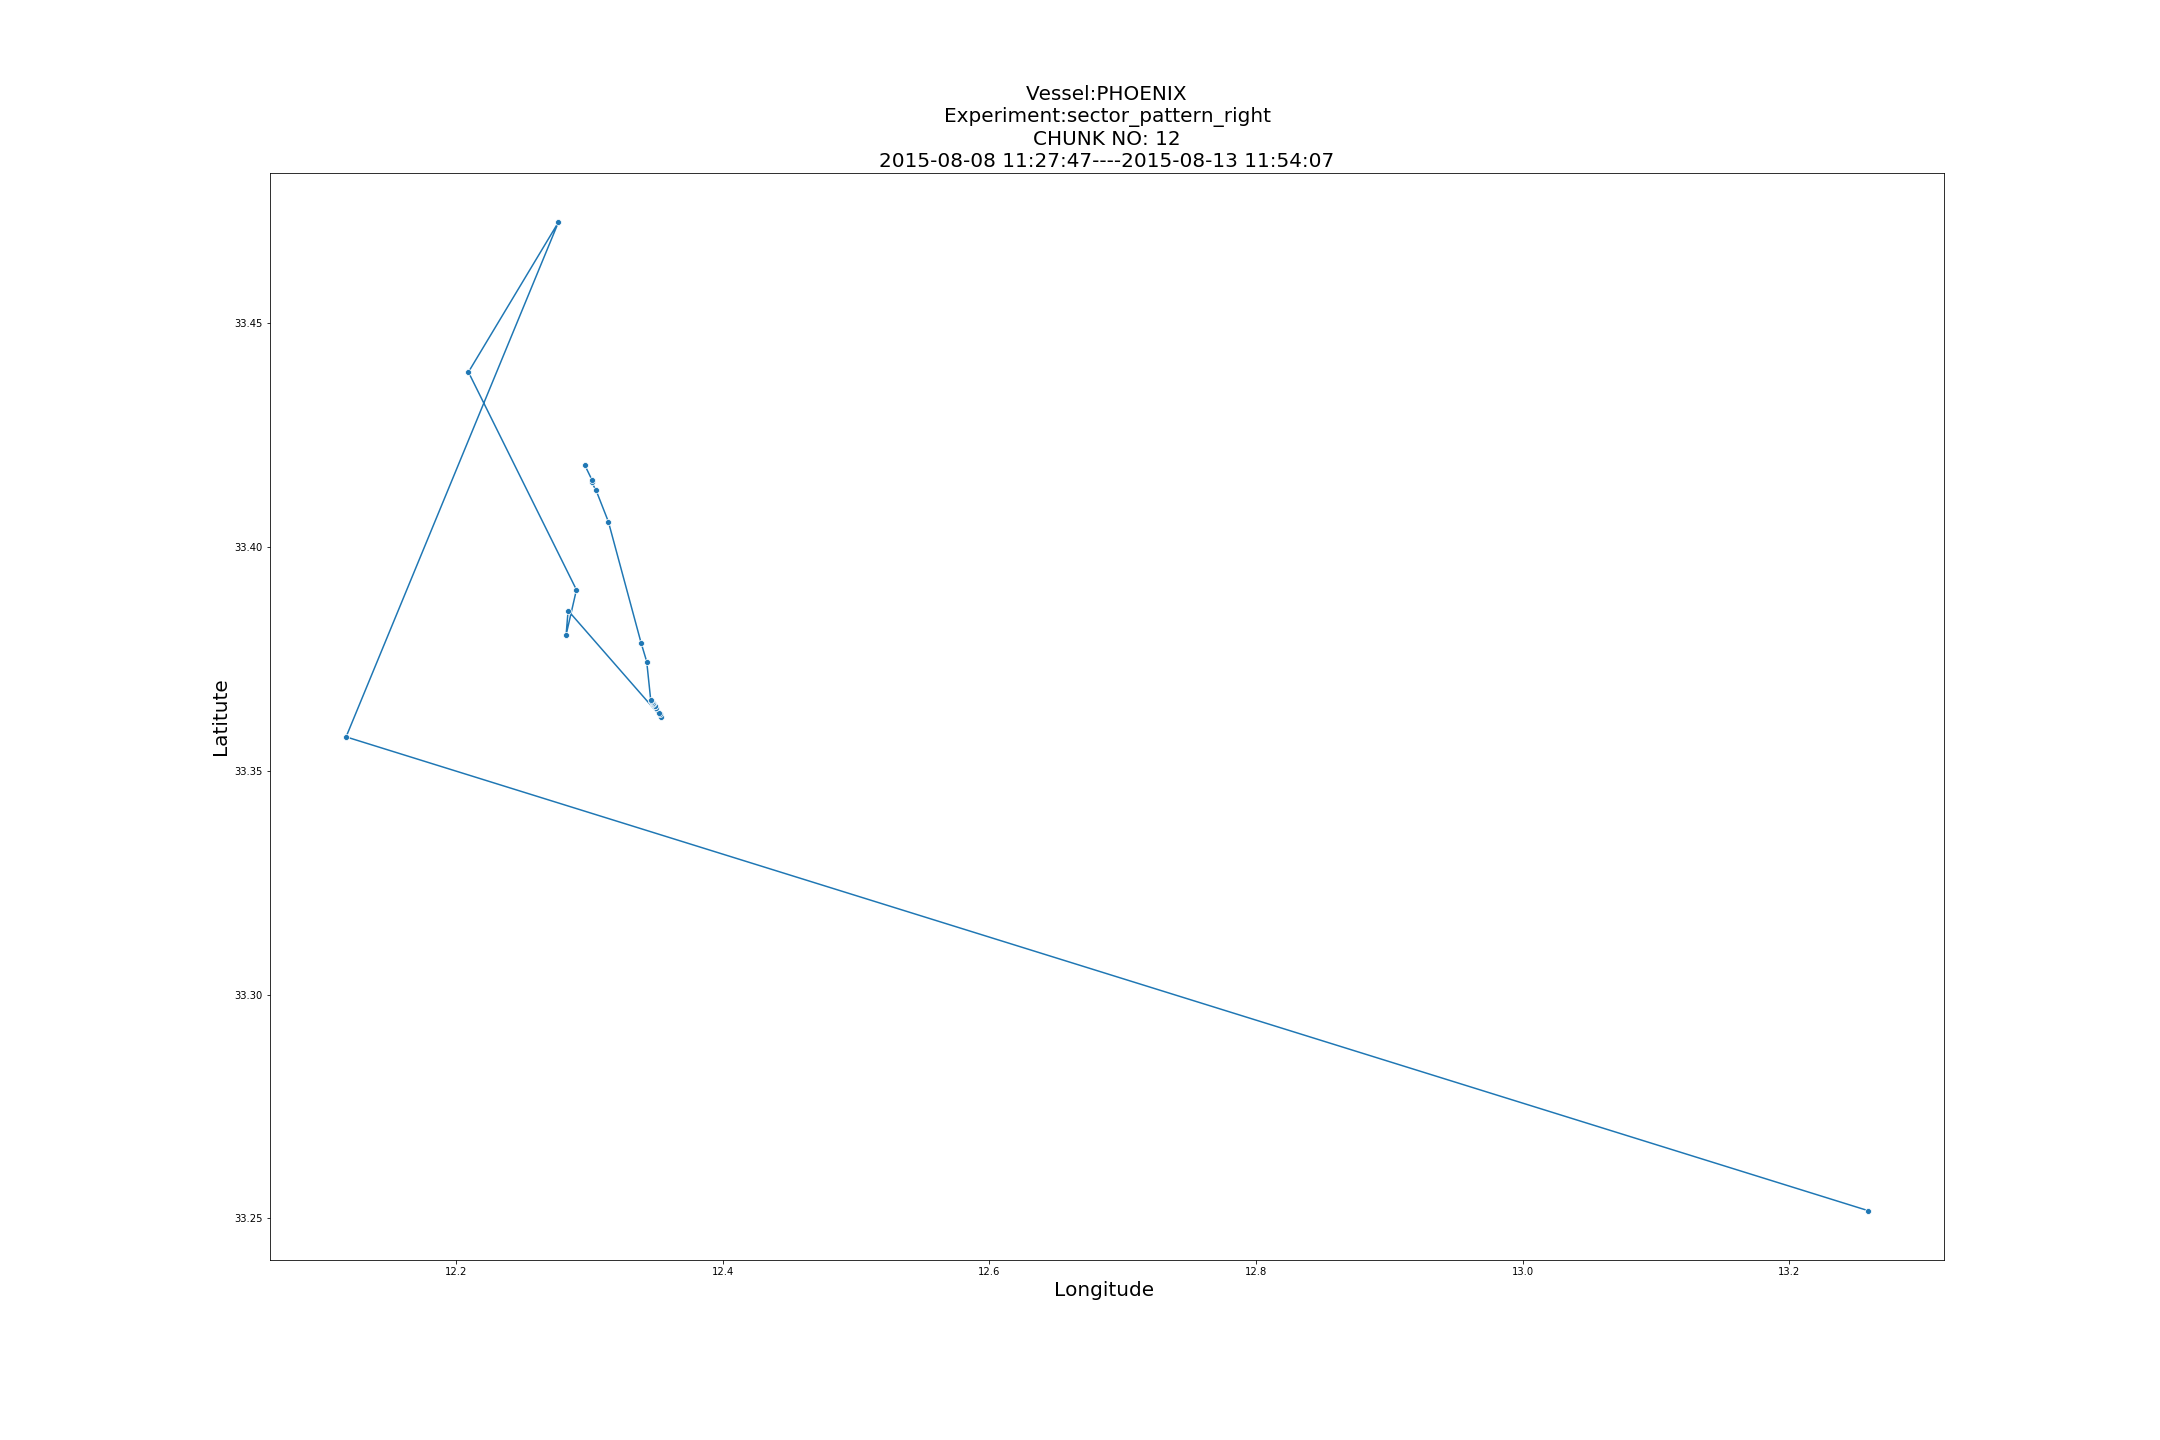 Vessel:PHOENIX
Experiment:sector_pattern_right
CHUNK NO: 12
2015-08-08 11:27:47----2015-08-13 11:54:07
33.45
33.40
33.35
33.30
33.25
Latitute
12.2 12.4 12.6 12.8 13.0 13.2
Longitude